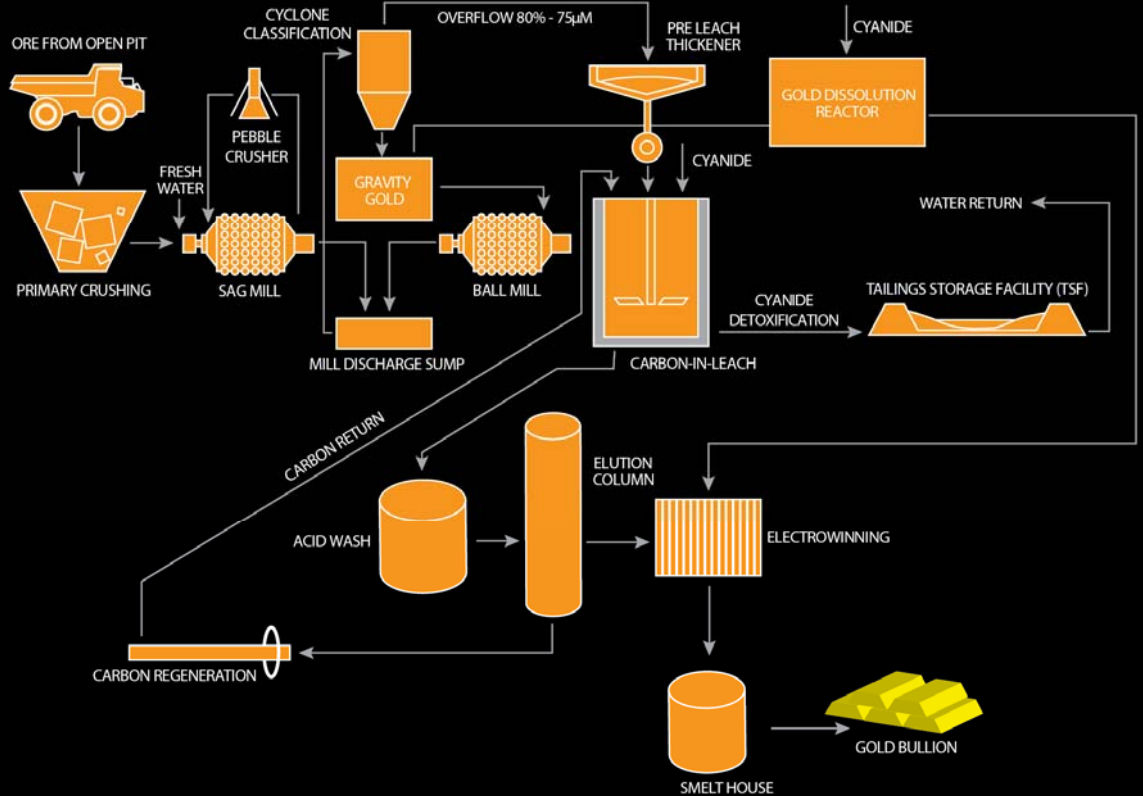 CYCLONE
CLASSIFICATION
OVERFLOW 80% - 75µM
PRE LEACH
THICKENER
CYANIDE
ORE FROM OPEN PIT
GOLD DISSOLUTION
REACTOR
PEBBLE
CRUSHER
FRESH
WATER
GRAVITY
GOLD
CYANIDE
WATER RETURN
PRIMARY CRUSHING
SAG MILL
BALL MILL
TAILINGS STORAGE FACILITY (TSF)
CYANIDE
DETOXIFICATION
MILL DISCHARGE SUMP
CARBON-IN-LEACH
CARBON RETURN
ELUTION
COLUMN
ACID WASH
ELECTROWINNING
CARBON REGENERATION
GOLD BULLION
SMELT HOUSE